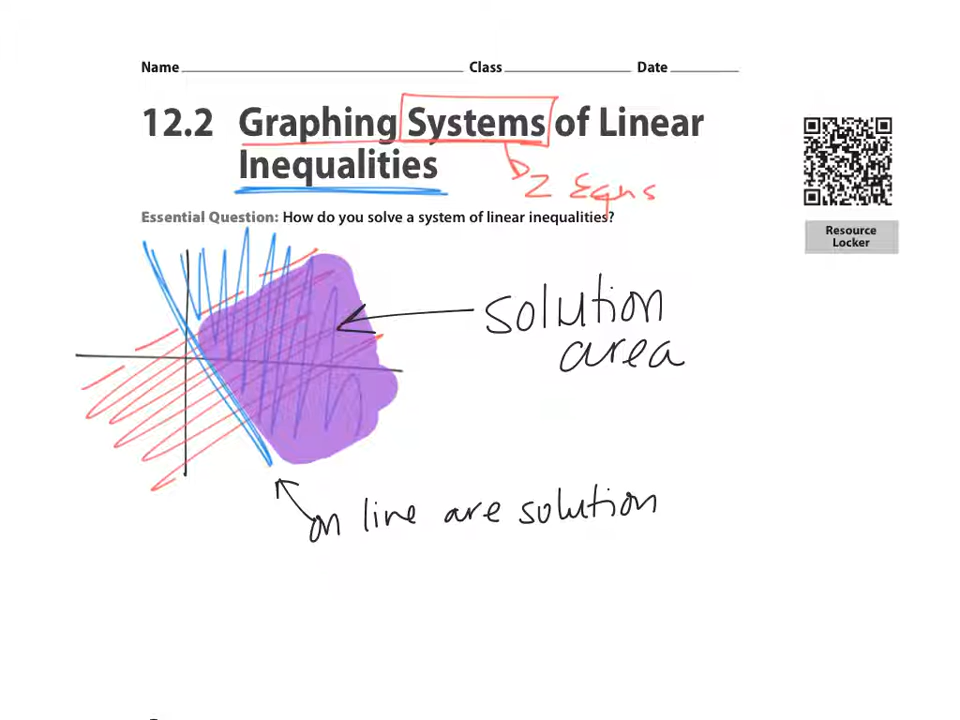 Name Class Date
12.2 Graphing Systems of Linear
Inequalities
2 Eqns
Essential Question: How do you solve a system of linear inequalities?
Resource
Locker
solution
area
on line are solution